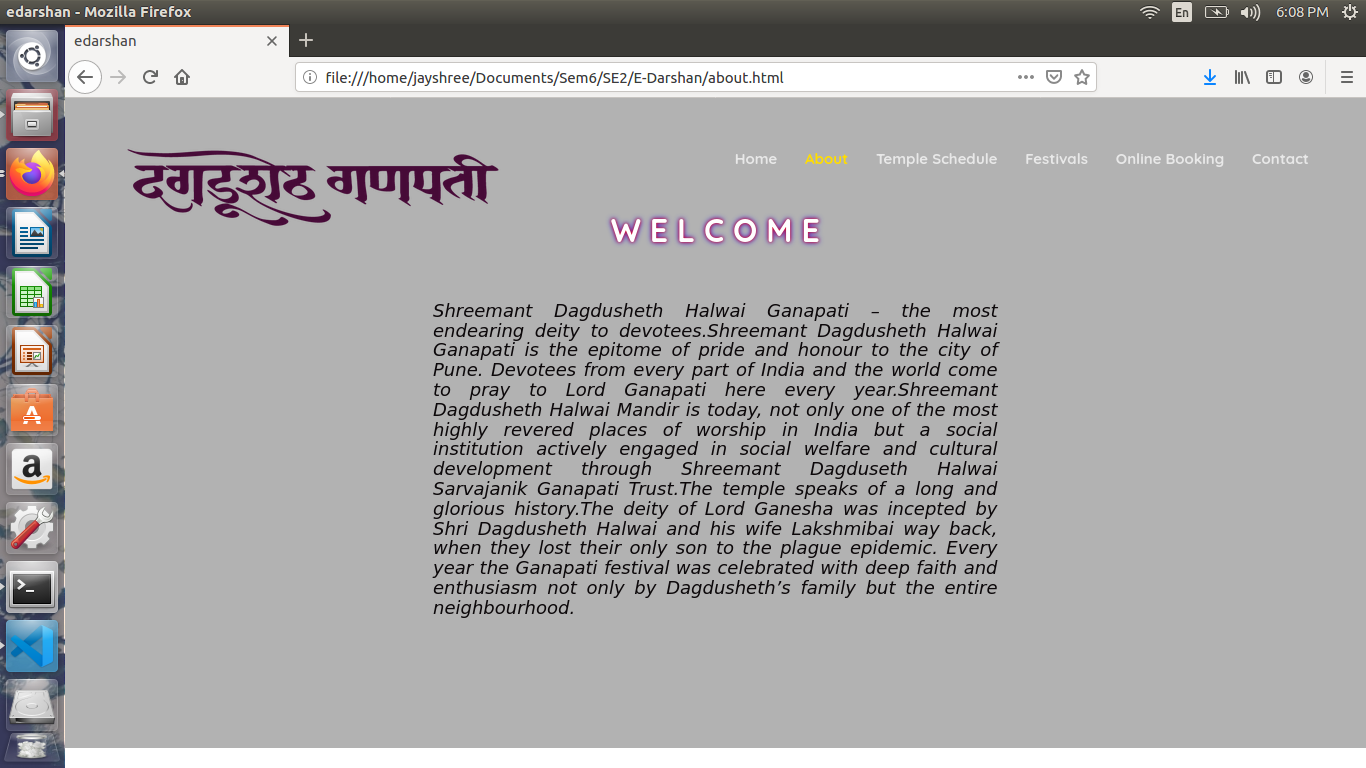 edarshan - Mozilla Firefox
En
6:08 PM
edarshan
file:///home/jayshree/Documents/Sem6/SE2/E-Darshan/about.html
दगडूशेठ गणपती
Home About Temple Schedule Festivals Online Booking Contact
WELCOME
Shreemant Dagdusheth Halwai Ganapati – the most
endearing deity to devotees.Shreemant Dagdusheth Halwai
Ganapati is the epitome of pride and honour to the city of
Pune. Devotees from every part of India and the world come
to pray to Lord Ganapati here every year.Shreemant
Dagdusheth Halwai Mandir is today, not only one of the most
highly revered places of worship in India but a social
institution actively engaged in social welfare and cultural
development through Shreemant Dagduseth Halwai
Sarvajanik Ganapati Trust.The temple speaks of a long and
glorious history.The deity of Lord Ganesha was incepted by
Shri Dagdusheth Halwai and his wife Lakshmibai way back,
when they lost their only son to the plague epidemic. Every
year the Ganapati festival was celebrated with deep faith and
enthusiasm not only by Dagdusheth’s family but the entire
neighbourhood.